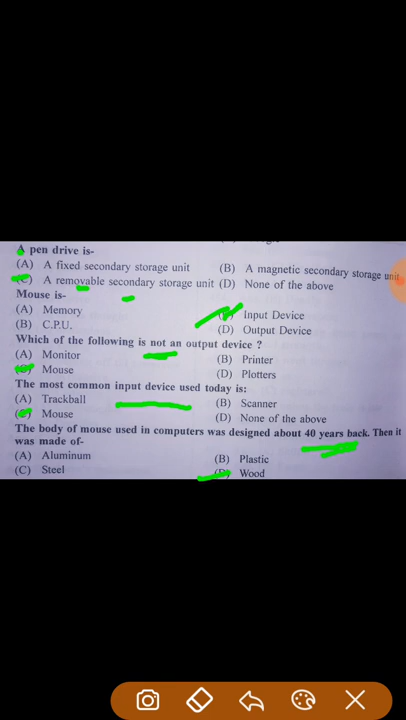 A pen drive is-
(A) A fixed secondary storage unit (B) A magnetic secondary storage unit
(C) A removable secondary storage unit (D) None of the above
Mouse is-
(A) Memory Input Device
(B) C.P.U. (D) Output Device
Which of the following is not an output device ?
(A) Monitor (B) Printer
(C) Mouse (D) Plotters
The most common input device used today is:
(A) Trackball (B) Scanner
(C) Mouse (D) None of the above
The body of mouse used in computers was designed about 40 years back. Then it
was made of-
(A) Aluminum (B) Plastic
(C) Steel (D) Wood